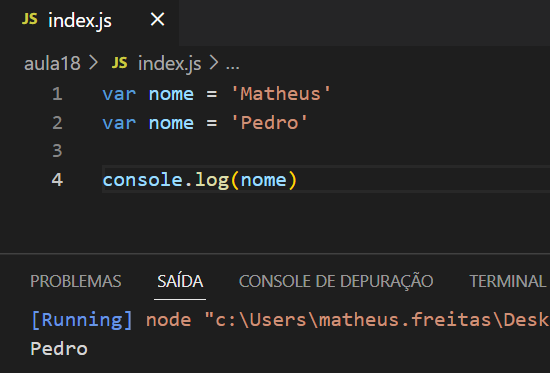 JS index.js ×
aula18 > JS index.js > ...
1 var nome = 'Matheus'
2 var nome = 'Pedro'
3
4 console.log(nome)
PROBLEMAS SAÍDA CONSOLE DE DEPURAÇÃO TERMINAL
[Running] node "c:\Users\matheus.freitas\Desk
Pedro